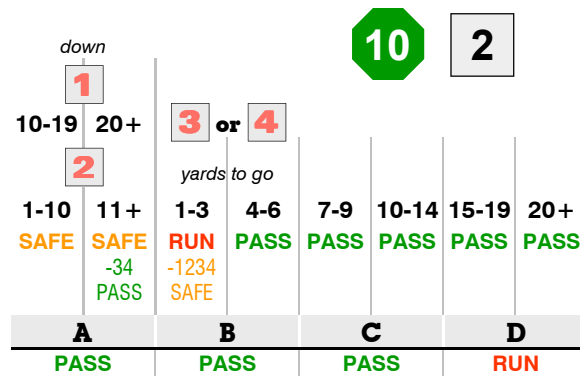 10 2
down
1
10-19 20+ 3 or 4
2 yards to go
1-10 11+ 1-3 4-6 7-9 10-14 15-19 20+
SAFE SAFE RUN PASS PASS PASS PASS PASS
-34 -1234
PASS SAFE
A B C D
PASS PASS PASS RUN